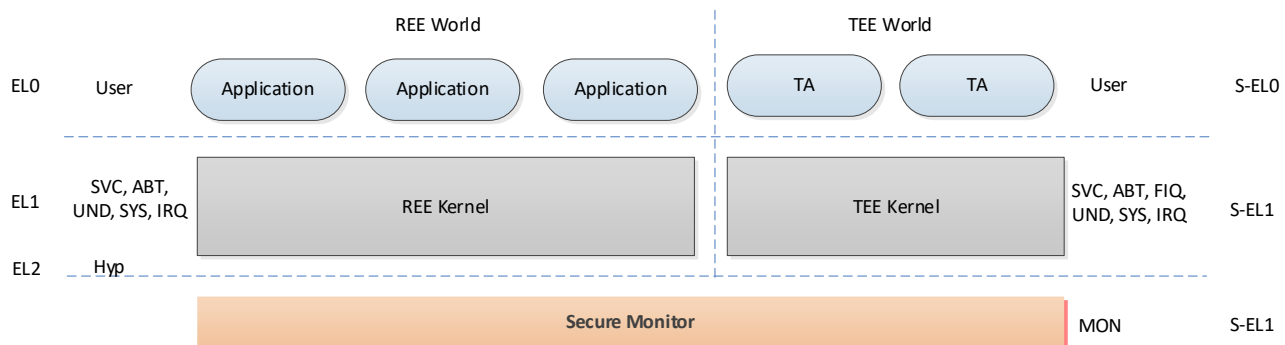 REE World
TEE World
EL0
User
Application
Application
Application
TA
TA
User
S-EL0
EL1
SVC, ABT,
UND, SYS, IRQ
REE Kernel
TEE Kernel
SVC, ABT, FIQ,
UND, SYS, IRQ
S-EL1
EL2
Hyp
Secure Monitor
MON
S-EL1